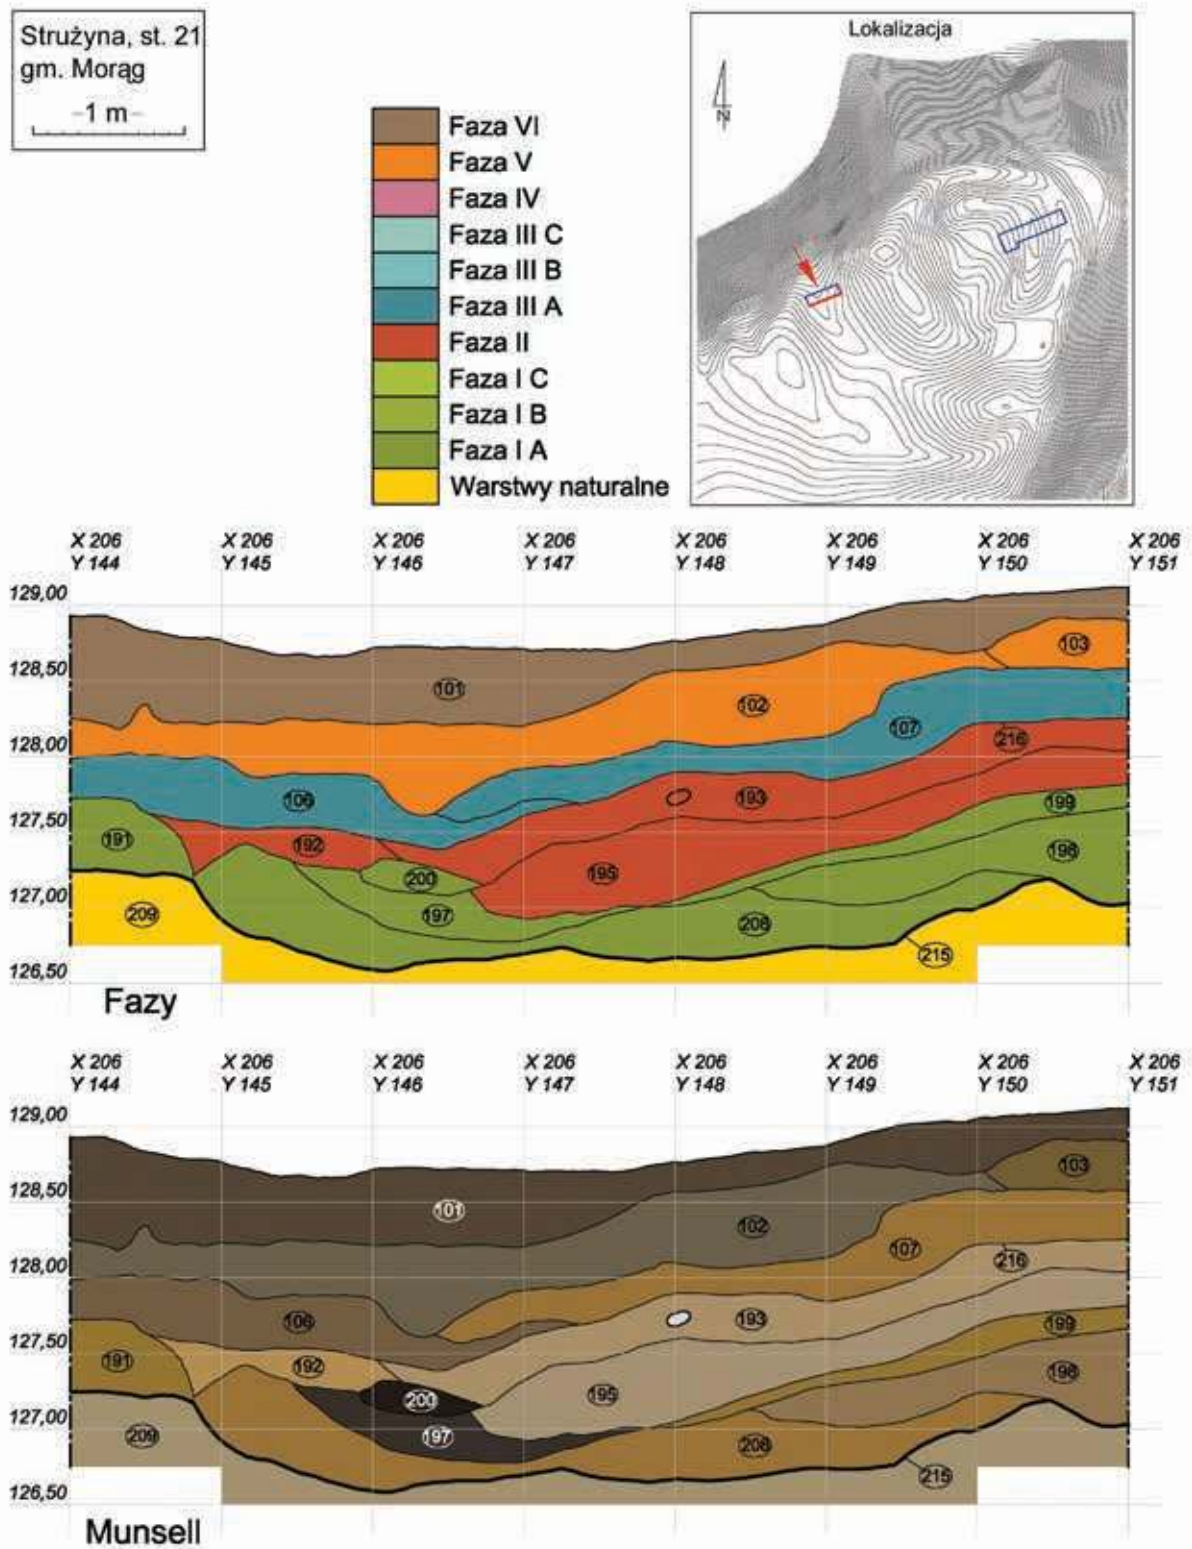 Strużyna, st. 21
gm. Morąg
1 m
Lokalizacja
N
Faza VI
Faza V
Faza IV
Faza III C
Faza III B
Faza III A
Faza II
Faza I C
Faza I B
Faza I A
Warstwy naturalne
X 206 X 206 X 206 X 206 X 206 X 206 X 206 X 206
Y 144 Y 145 Y 146 Y 147 Y 148 Y 149 Y 150 Y 151
129,00
103
128,50
101
102
107
216
128,00
106
193
199
127,50
191
192
200
195
198
127,00
209
197
208
215
126,50
Fazy
X 206 X 206 X 206 X 206 X 206 X 206 X 206 X 206
Y 144 Y 145 Y 146 Y 147 Y 148 Y 149 Y 150 Y 151
129,00
103
128,50
101
102
107
216
128,00
106
193
199
127,50
191
192
200
195
198
127,00
209
197
208
215
126,50
Munsell